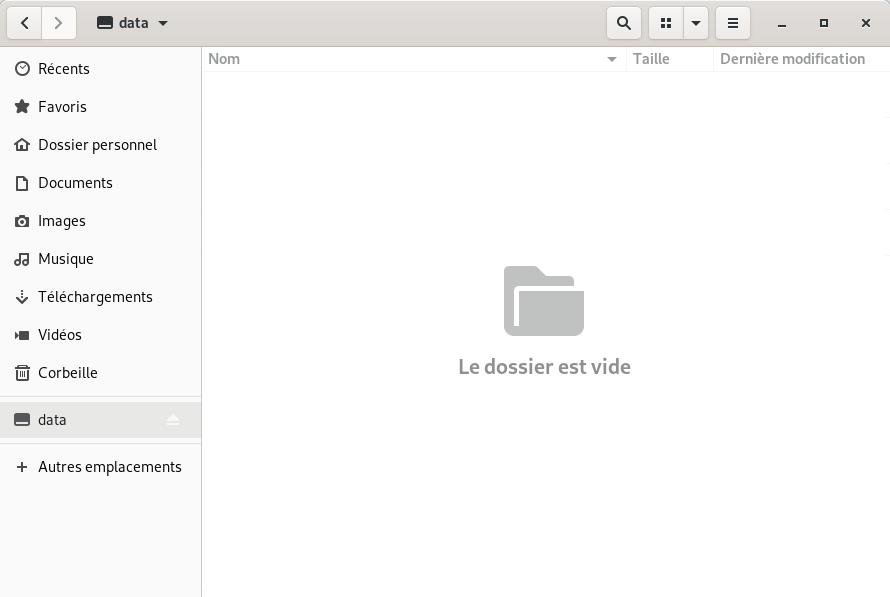 data
Nom Taille Dernière modification
Récents
Favoris
Dossier personnel
Documents
Images
Musique
Téléchargements
Vidéos
Corbeille
data
Autres emplacements
Le dossier est vide